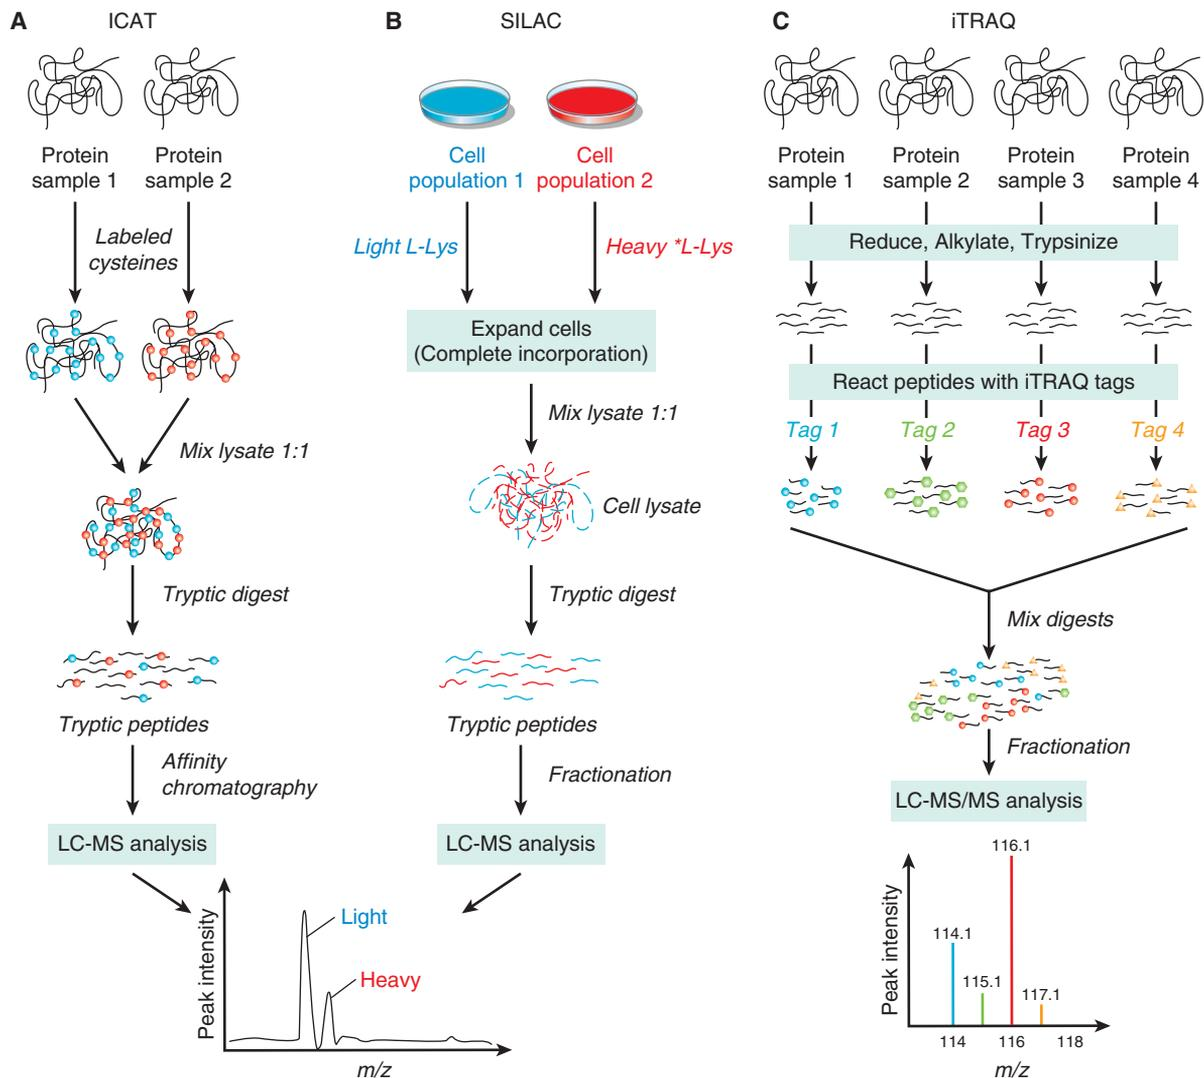 A
ICAT
Protein
sample 1
Protein
sample 2
Labeled
cysteines
Mix lysate 1:1
Tryptic digest
Tryptic peptides
Affinity
chromatography
LC-MS analysis
B
SILAC
Cell
population 1
Cell
population 2
Light L-Lys
Heavy *L-Lys
Expand cells
(Complete incorporation)
Mix lysate 1:1
Cell lysate
Tryptic digest
Tryptic peptides
Fractionation
LC-MS analysis
Peak intensity
Light
Heavy
m/z
C
iTRAQ
Protein
sample 1
Protein
sample 2
Protein
sample 3
Protein
sample 4
Reduce, Alkylate, Trypsinize
React peptides with iTRAQ tags
Tag 1
Tag 2
Tag 3
Tag 4
Mix digests
Fractionation
LC-MS/MS analysis
Peak intensity
116.1
114.1
115.1
117.1
114
116
118
m/z